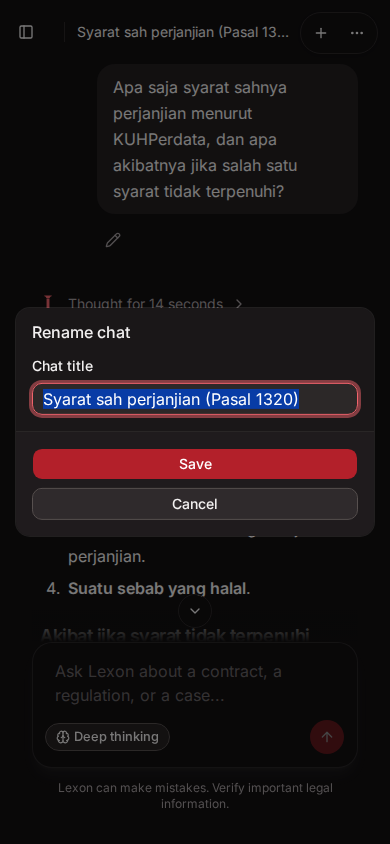 Syarat sah perjanjian (Pasal 13...
Apa saja syarat sahnya
perjanjian menurut
KUHPerdata, dan apa
akibatnya jika salah satu
syarat tidak terpenuhi?
Thought for 14 seconds
Rename chat
Chat title
Syarat sah perjanjian (Pasal 1320)
Save
Cancel
perjanjian.
4. Suatu sebab yang halal.
Akibat jika syarat tidak terpenuhi
Ask Lexon about a contract, a
regulation, or a case...
Deep thinking
Lexon can make mistakes. Verify important legal
information.